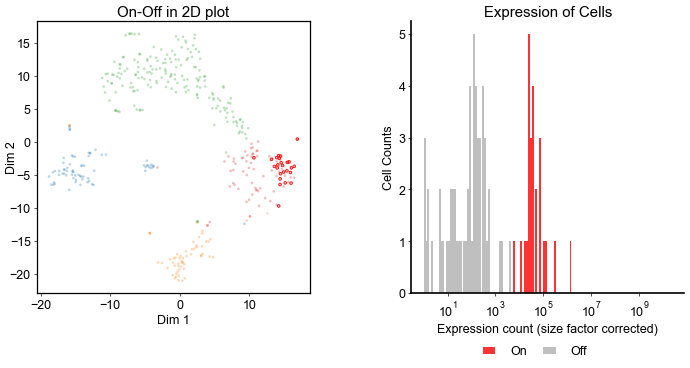 On-Off in 2D plot
Dim 2
15
10
5
0
−5
−10
−15
−20
−20
−10
0
10
Dim 1
Expression of Cells
Cell Counts
5
4
3
2
1
0
10^1
10^3
10^5
10^7
10^9
Expression count (size factor corrected)
On
Off